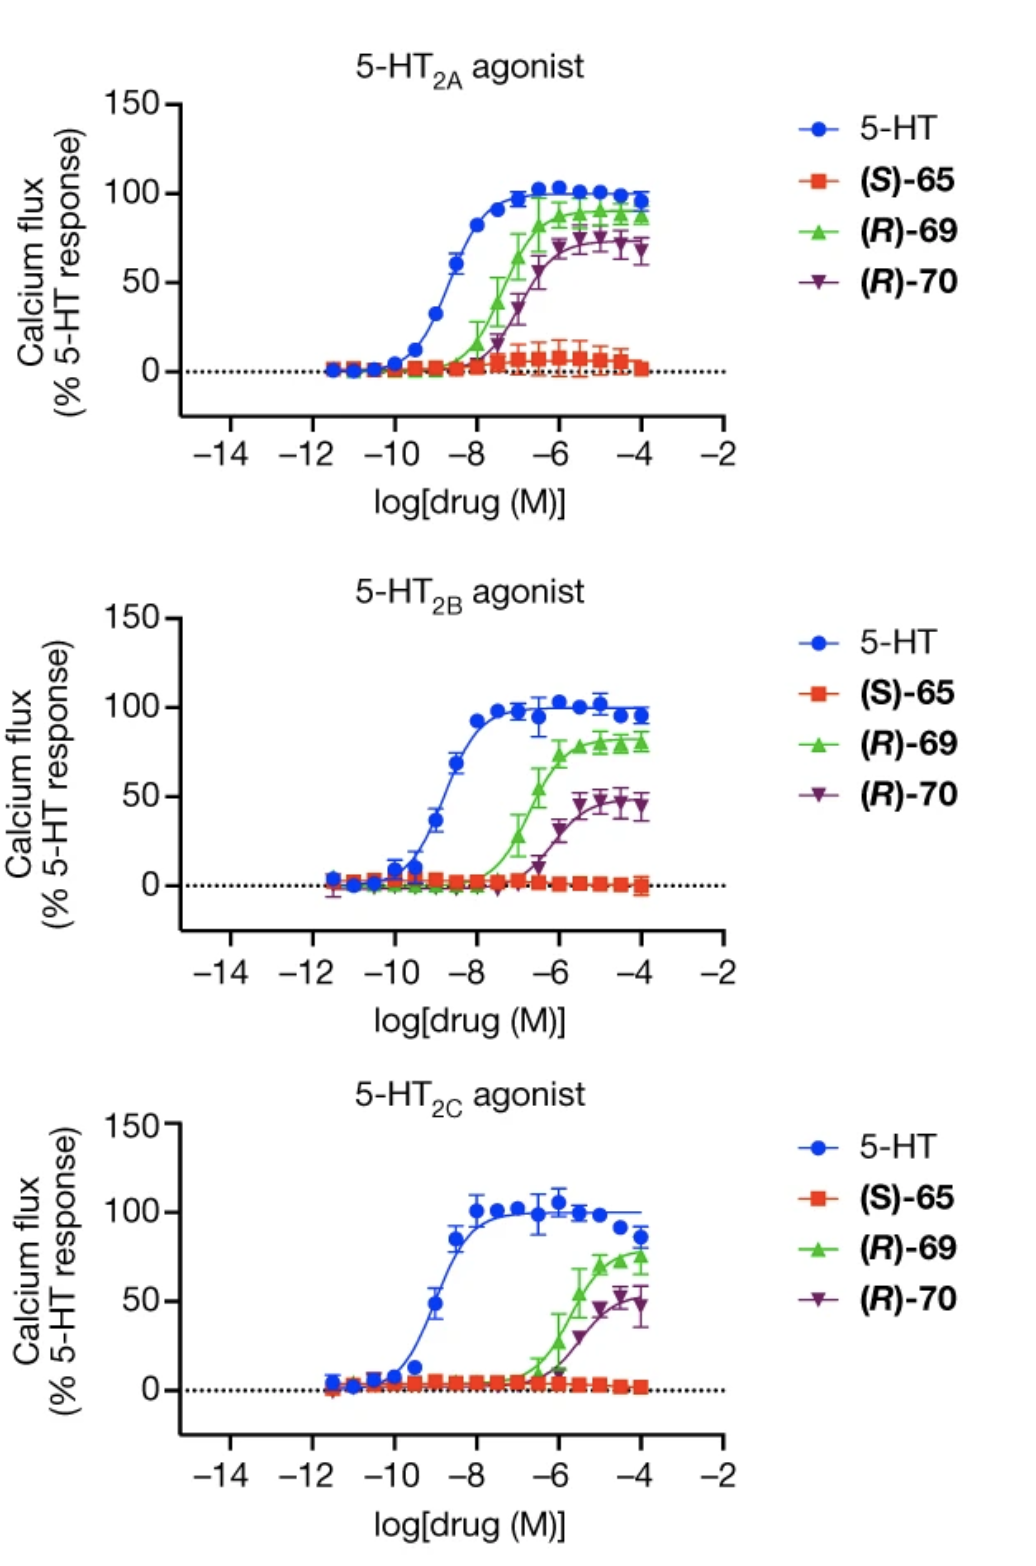 5-HT2A agonist
Calcium flux
(% 5-HT response)
150
100
50
0
–14 –12 –10 –8 –6 –4 –2
log[drug (M)]
5-HT
(S)-65
(R)-69
(R)-70
5-HT2B agonist
Calcium flux
(% 5-HT response)
150
100
50
0
–14 –12 –10 –8 –6 –4 –2
log[drug (M)]
5-HT
(S)-65
(R)-69
(R)-70
5-HT2C agonist
Calcium flux
(% 5-HT response)
150
100
50
0
–14 –12 –10 –8 –6 –4 –2
log[drug (M)]
5-HT
(S)-65
(R)-69
(R)-70